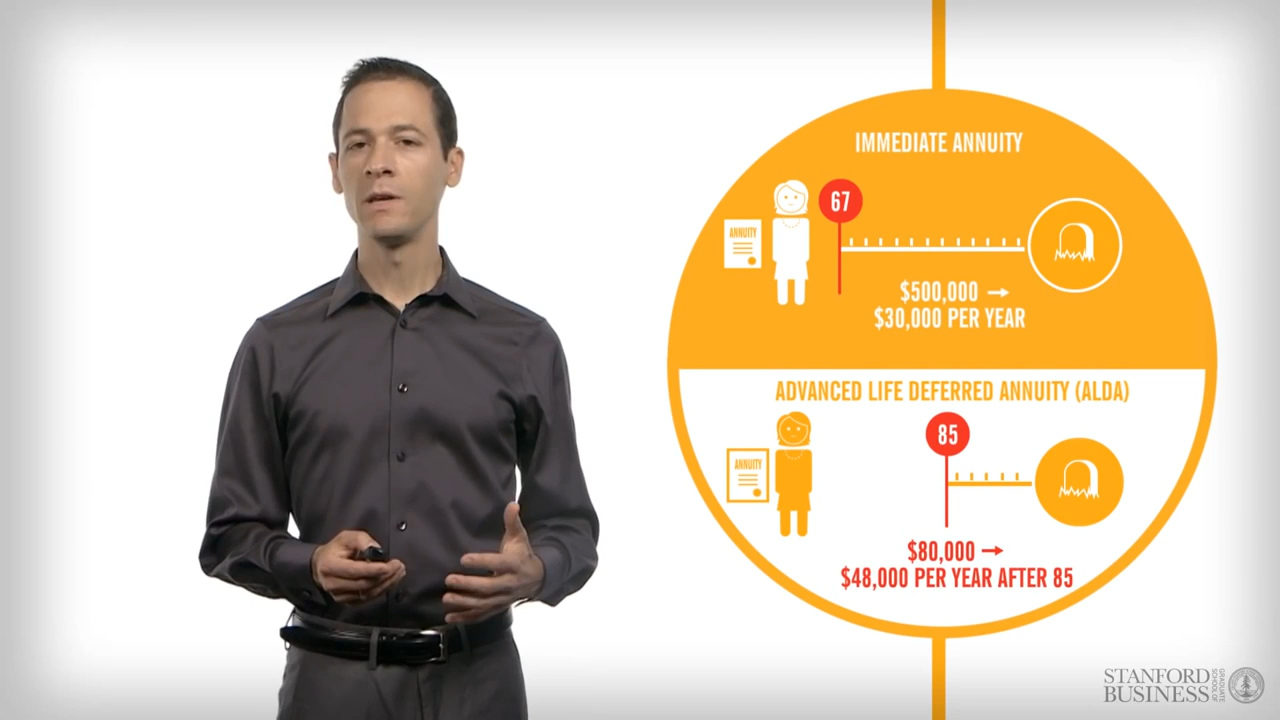 IMMEDIATE ANNUITY
67
ANNUITY
$500,000 →
$30,000 PER YEAR
ADVANCED LIFE DEFERRED ANNUITY (ALDA)
85
ANNUITY
$80,000 →
$48,000 PER YEAR AFTER 85
STANFORD
BUSINESS
GRADUATE
SCHOOL OF